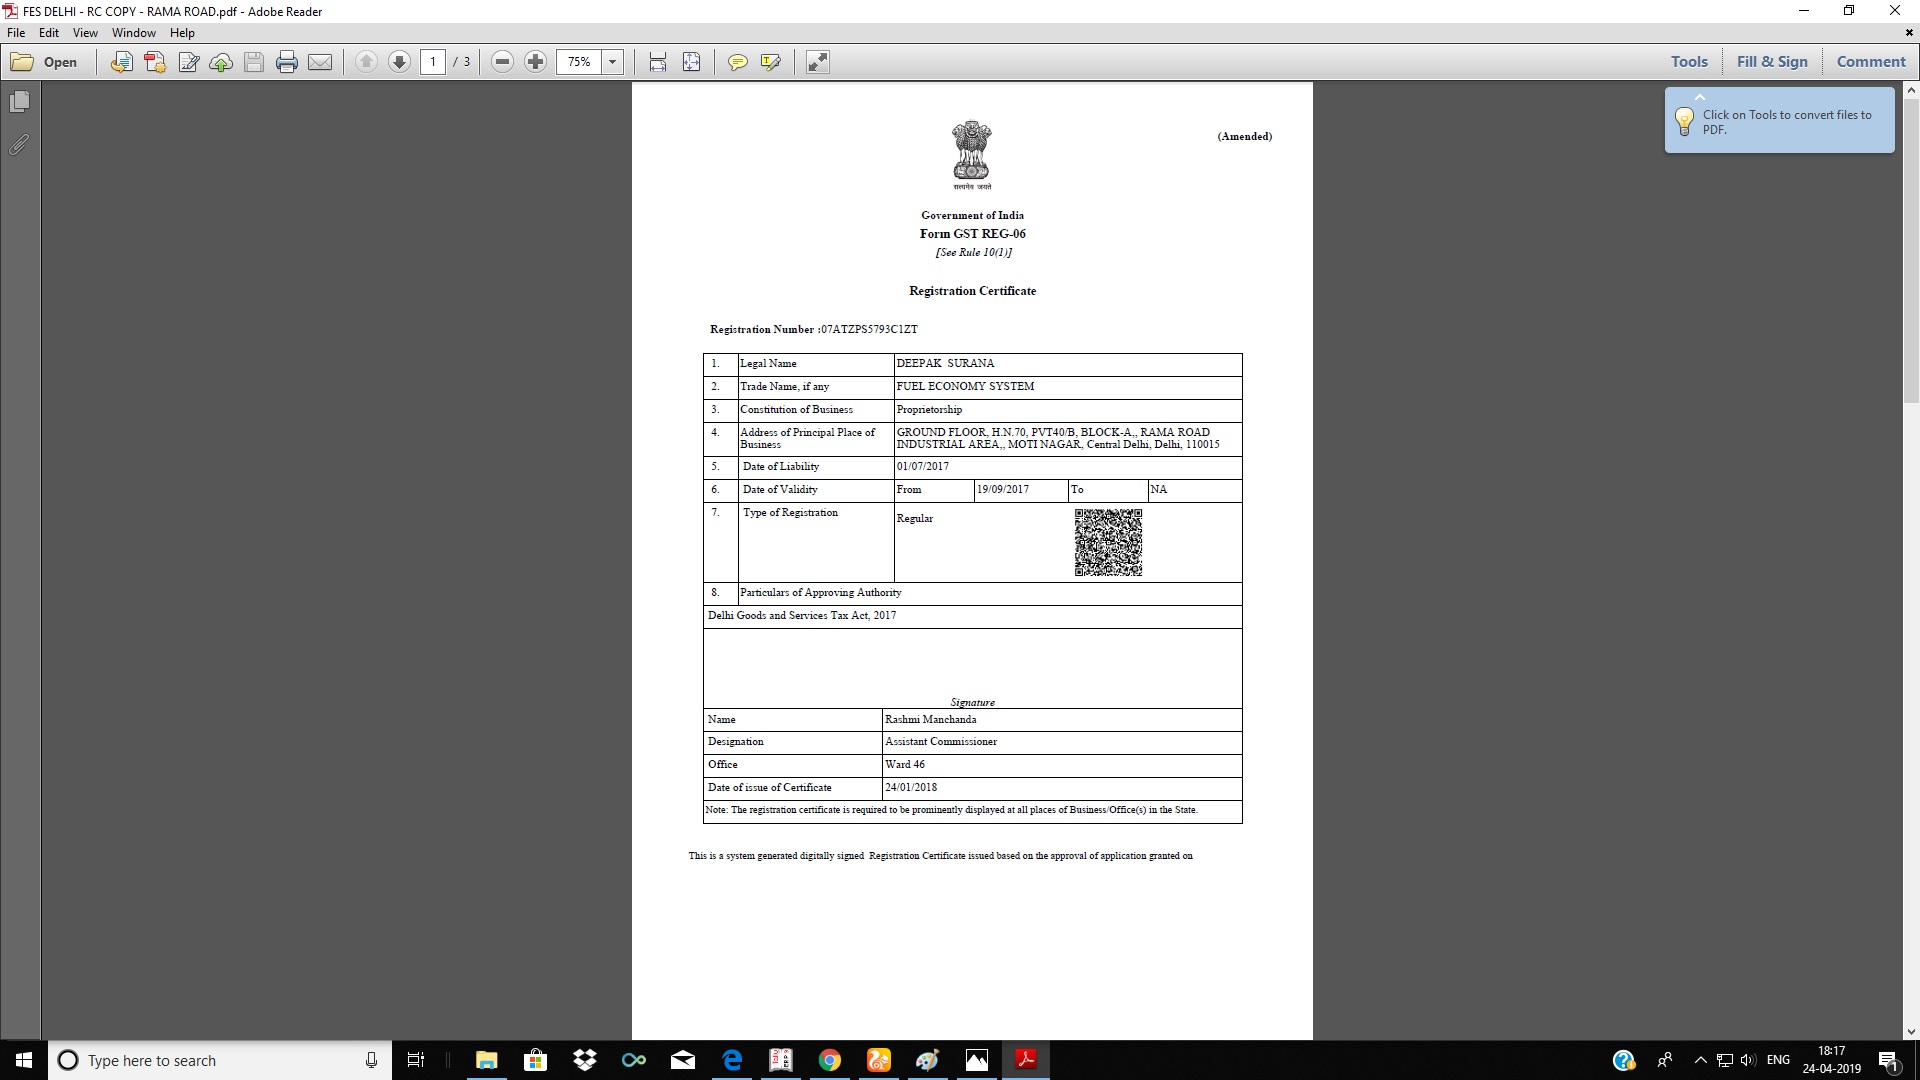 FES DELHI - RC COPY - RAMA ROAD.pdf - Adobe Reader
File Edit View Window Help
Open 1 / 3 75% Tools Fill & Sign Comment
Click on Tools to convert files to
PDF.
(Amended)
सत्यमेव जयते
Government of India
Form GST REG-06
[See Rule 10(1)]
Registration Certificate
Registration Number :07ATZPS5793C1ZT
1. Legal Name DEEPAK SURANA
2. Trade Name, if any FUEL ECONOMY SYSTEM
3. Constitution of Business Proprietorship
4. Address of Principal Place of Business GROUND FLOOR, H.N.70, PVT40/B, BLOCK-A,, RAMA ROAD
INDUSTRIAL AREA,, MOTI NAGAR, Central Delhi, Delhi, 110015
5. Date of Liability 01/07/2017
6. Date of Validity From 19/09/2017 To NA
7. Type of Registration Regular
8. Particulars of Approving Authority
Delhi Goods and Services Tax Act, 2017
Signature
Name Rashmi Manchanda
Designation Assistant Commissioner
Office Ward 46
Date of issue of Certificate 24/01/2018
Note: The registration certificate is required to be prominently displayed at all places of Business/Office(s) in the State.
This is a system generated digitally signed Registration Certificate issued based on the approval of application granted on
Type here to search
ENG
18:17
24-04-2019
1